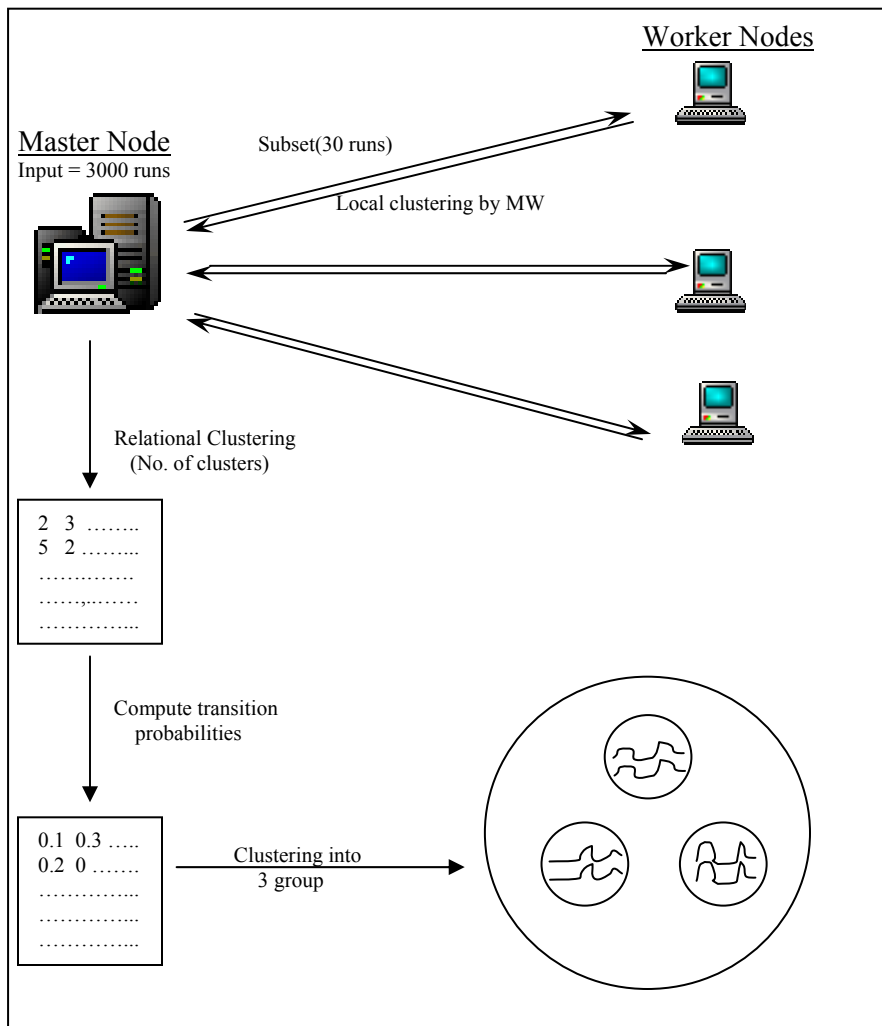 Worker Nodes
Master Node
Input = 3000 runs
Subset(30 runs)
Local clustering by MW
Relational Clustering
(No. of clusters)
2 3 ……..
5 2 ……...
…….…….
……,..……
…………...
Compute transition
probabilities
0.1 0.3 …..
0.2 0 …….
…………...
…………...
…………...
Clustering into
3 group